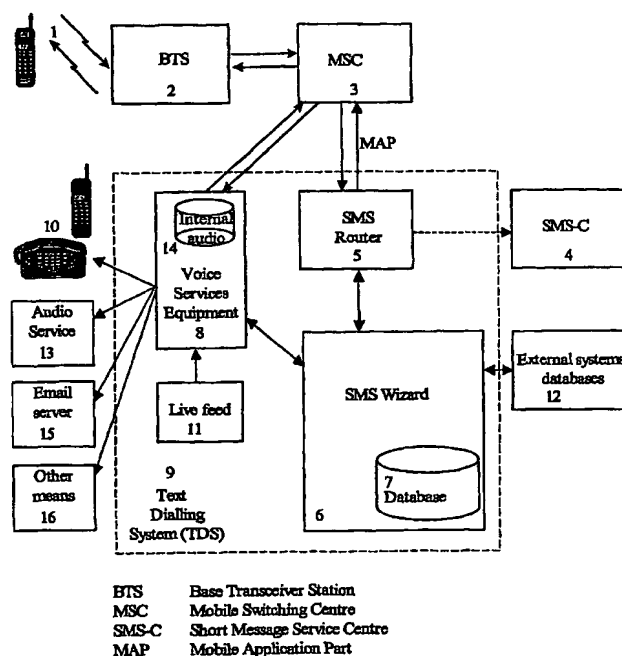 1
BTS
2
MSC
3
MAP
10
Internal
audio
14
Voice
Services
Equipment
8
SMS
Router
5
SMS-C
4
Audio
Service
13
Email
server
15
Other
means
16
Live feed
11
SMS Wizard
7
Database
6
External systems
databases
12
9
Text
Dialling
System (TDS)
BTS Base Transceiver Station
MSC Mobile Switching Centre
SMS-C Short Message Service Centre
MAP Mobile Application Part